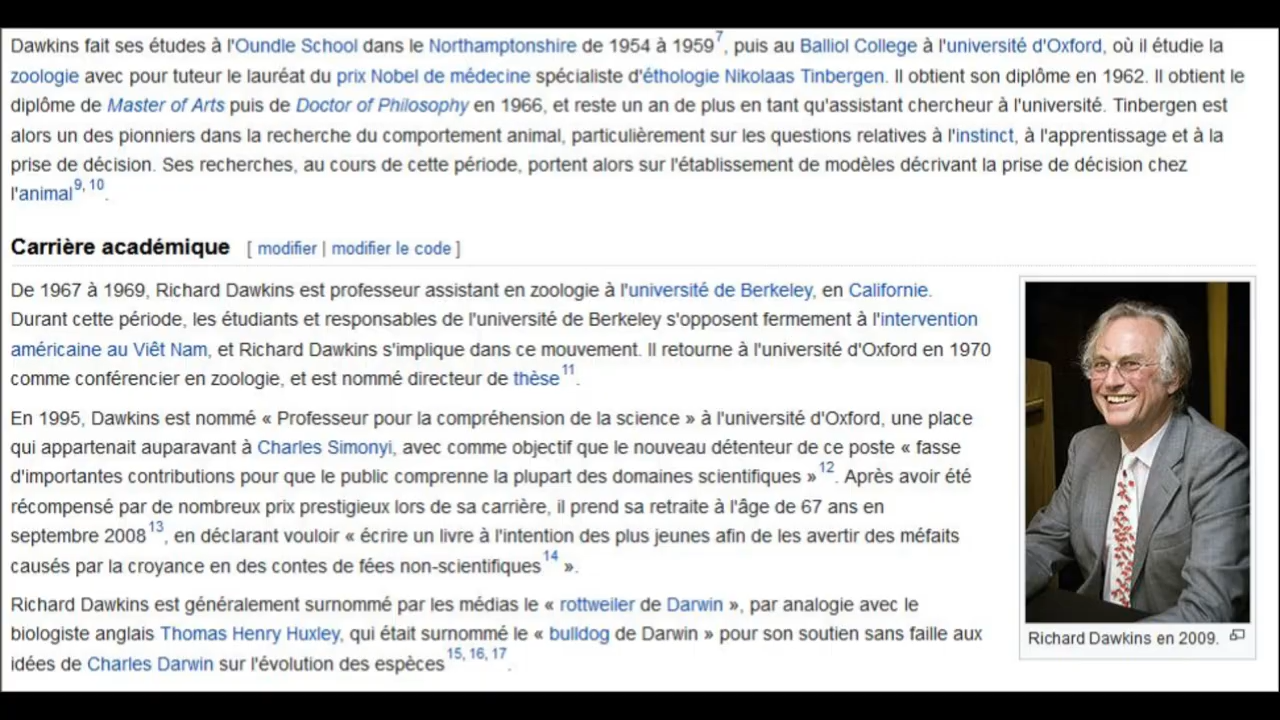 Dawkins fait ses études à l'Oundle School dans le Northamptonshire de 1954 à 19597, puis au Balliol College à l'université d'Oxford, où il étudie la
zoologie avec pour tuteur le lauréat du prix Nobel de médecine spécialiste d'éthologie Nikolaas Tinbergen. Il obtient son diplôme en 1962. Il obtient le
diplôme de Master of Arts puis de Doctor of Philosophy en 1966, et reste un an de plus en tant qu'assistant chercheur à l'université. Tinbergen est
alors un des pionniers dans la recherche du comportement animal, particulièrement sur les questions relatives à l'instinct, à l'apprentissage et à la
prise de décision. Ses recherches, au cours de cette période, portent alors sur l'établissement de modèles décrivant la prise de décision chez
l'animal9, 10.
Carrière académique [ modifier | modifier le code ]
De 1967 à 1969, Richard Dawkins est professeur assistant en zoologie à l'université de Berkeley, en Californie.
Durant cette période, les étudiants et responsables de l'université de Berkeley s'opposent fermement à l'intervention
américaine au Viêt Nam, et Richard Dawkins s'implique dans ce mouvement. Il retourne à l'université d'Oxford en 1970
comme conférencier en zoologie, et est nommé directeur de thèse11.
En 1995, Dawkins est nommé « Professeur pour la compréhension de la science » à l'université d'Oxford, une place
qui appartenait auparavant à Charles Simonyi, avec comme objectif que le nouveau détenteur de ce poste « fasse
d'importantes contributions pour que le public comprenne la plupart des domaines scientifiques »12. Après avoir été
récompensé par de nombreux prix prestigieux lors de sa carrière, il prend sa retraite à l'âge de 67 ans en
septembre 200813, en déclarant vouloir « écrire un livre à l'intention des plus jeunes afin de les avertir des méfaits
causés par la croyance en des contes de fées non-scientifiques14 ».
Richard Dawkins est généralement surnommé par les médias le « rottweiler de Darwin », par analogie avec le
biologiste anglais Thomas Henry Huxley, qui était surnommé le « bulldog de Darwin » pour son soutien sans faille aux
idées de Charles Darwin sur l'évolution des espèces15, 16, 17.
Richard Dawkins en 2009.